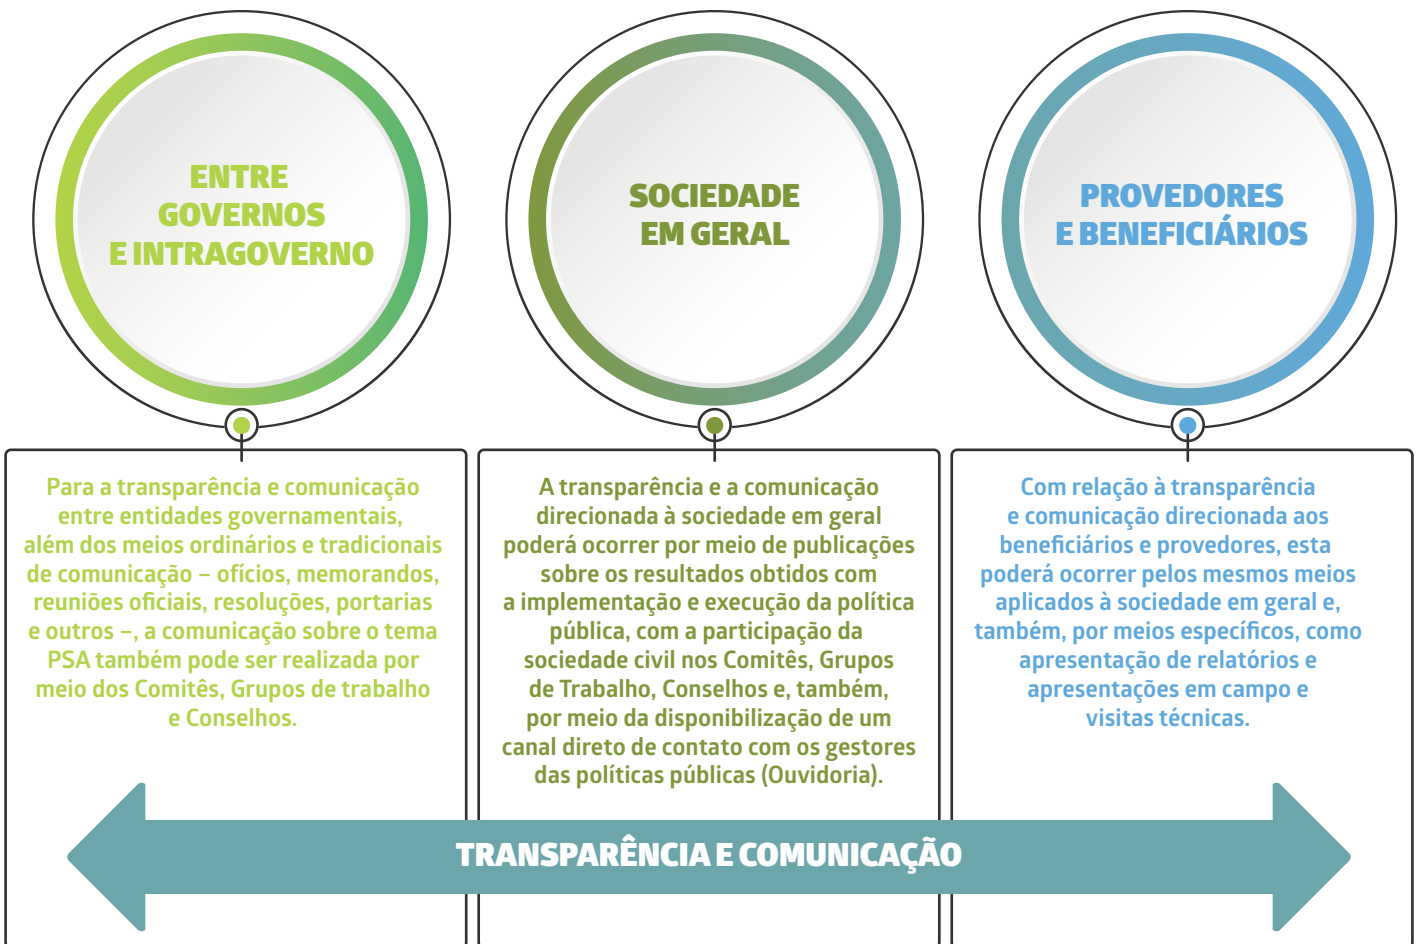 ENTRE
GOVERNOS
E INTRAGOVERNO
Para a transparência e comunicação
entre entidades governamentais,
além dos meios ordinários e tradicionais
de comunicação – ofícios, memorandos,
reuniões oficiais, resoluções, portarias
e outros –, a comunicação sobre o tema
PSA também pode ser realizada por
meio dos Comitês, Grupos de trabalho
e Conselhos.
SOCIEDADE
EM GERAL
A transparência e a comunicação
direcionada à sociedade em geral
poderá ocorrer por meio de publicações
sobre os resultados obtidos com
a implementação e execução da política
pública, com a participação da
sociedade civil nos Comitês, Grupos
de Trabalho, Conselhos e, também,
por meio da disponibilização de um
canal direto de contato com os gestores
das políticas públicas (Ouvidoria).
PROVEDORES
E BENEFICIÁRIOS
Com relação à transparência
e comunicação direcionada aos
beneficiários e provedores, esta
poderá ocorrer pelos mesmos meios
aplicados à sociedade em geral e,
também, por meios específicos, como
apresentação de relatórios e
apresentações em campo e
visitas técnicas.
TRANSPARÊNCIA E COMUNICAÇÃO